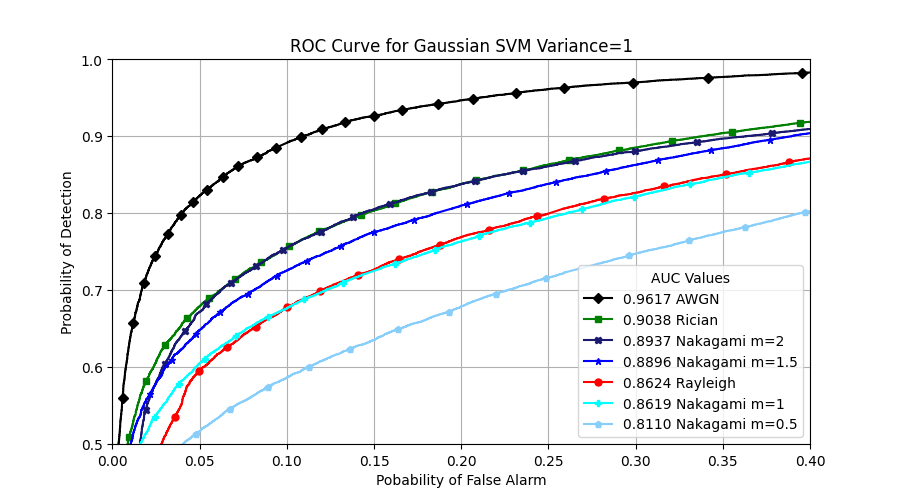 ROC Curve for Gaussian SVM Variance=1
Probability of Detection
1.0
0.9
0.8
0.7
0.6
0.5
AUC Values
0.9617 AWGN
0.9038 Rician
0.8937 Nakagami m=2
0.8896 Nakagami m=1.5
0.8624 Rayleigh
0.8619 Nakagami m=1
0.8110 Nakagami m=0.5
0.00 0.05 0.10 0.15 0.20 0.25 0.30 0.35 0.40
Pobability of False Alarm